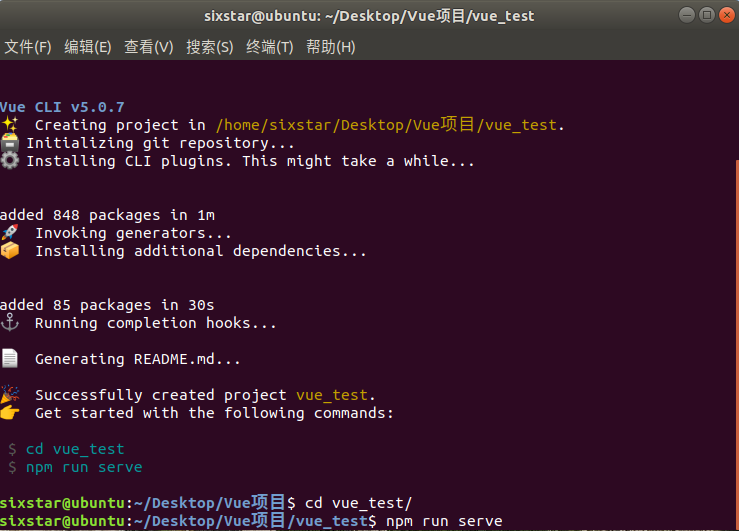 sixstar@ubuntu: ~/Desktop/Vue项目/vue_test
文件(F) 编辑(E) 查看(V) 搜索(S) 终端(T) 帮助(H)
Vue CLI v5.0.7
✨ Creating project in /home/sixstar/Desktop/Vue项目/vue_test.
🗃 Initializing git repository...
⚙ Installing CLI plugins. This might take a while...
added 848 packages in 1m
🚀 Invoking generators...
📦 Installing additional dependencies...
added 85 packages in 30s
⚓ Running completion hooks...
📄 Generating README.md...
🎉 Successfully created project vue_test.
👉 Get started with the following commands:
$ cd vue_test
$ npm run serve
sixstar@ubuntu:~/Desktop/Vue项目$ cd vue_test/
sixstar@ubuntu:~/Desktop/Vue项目/vue_test$ npm run serve